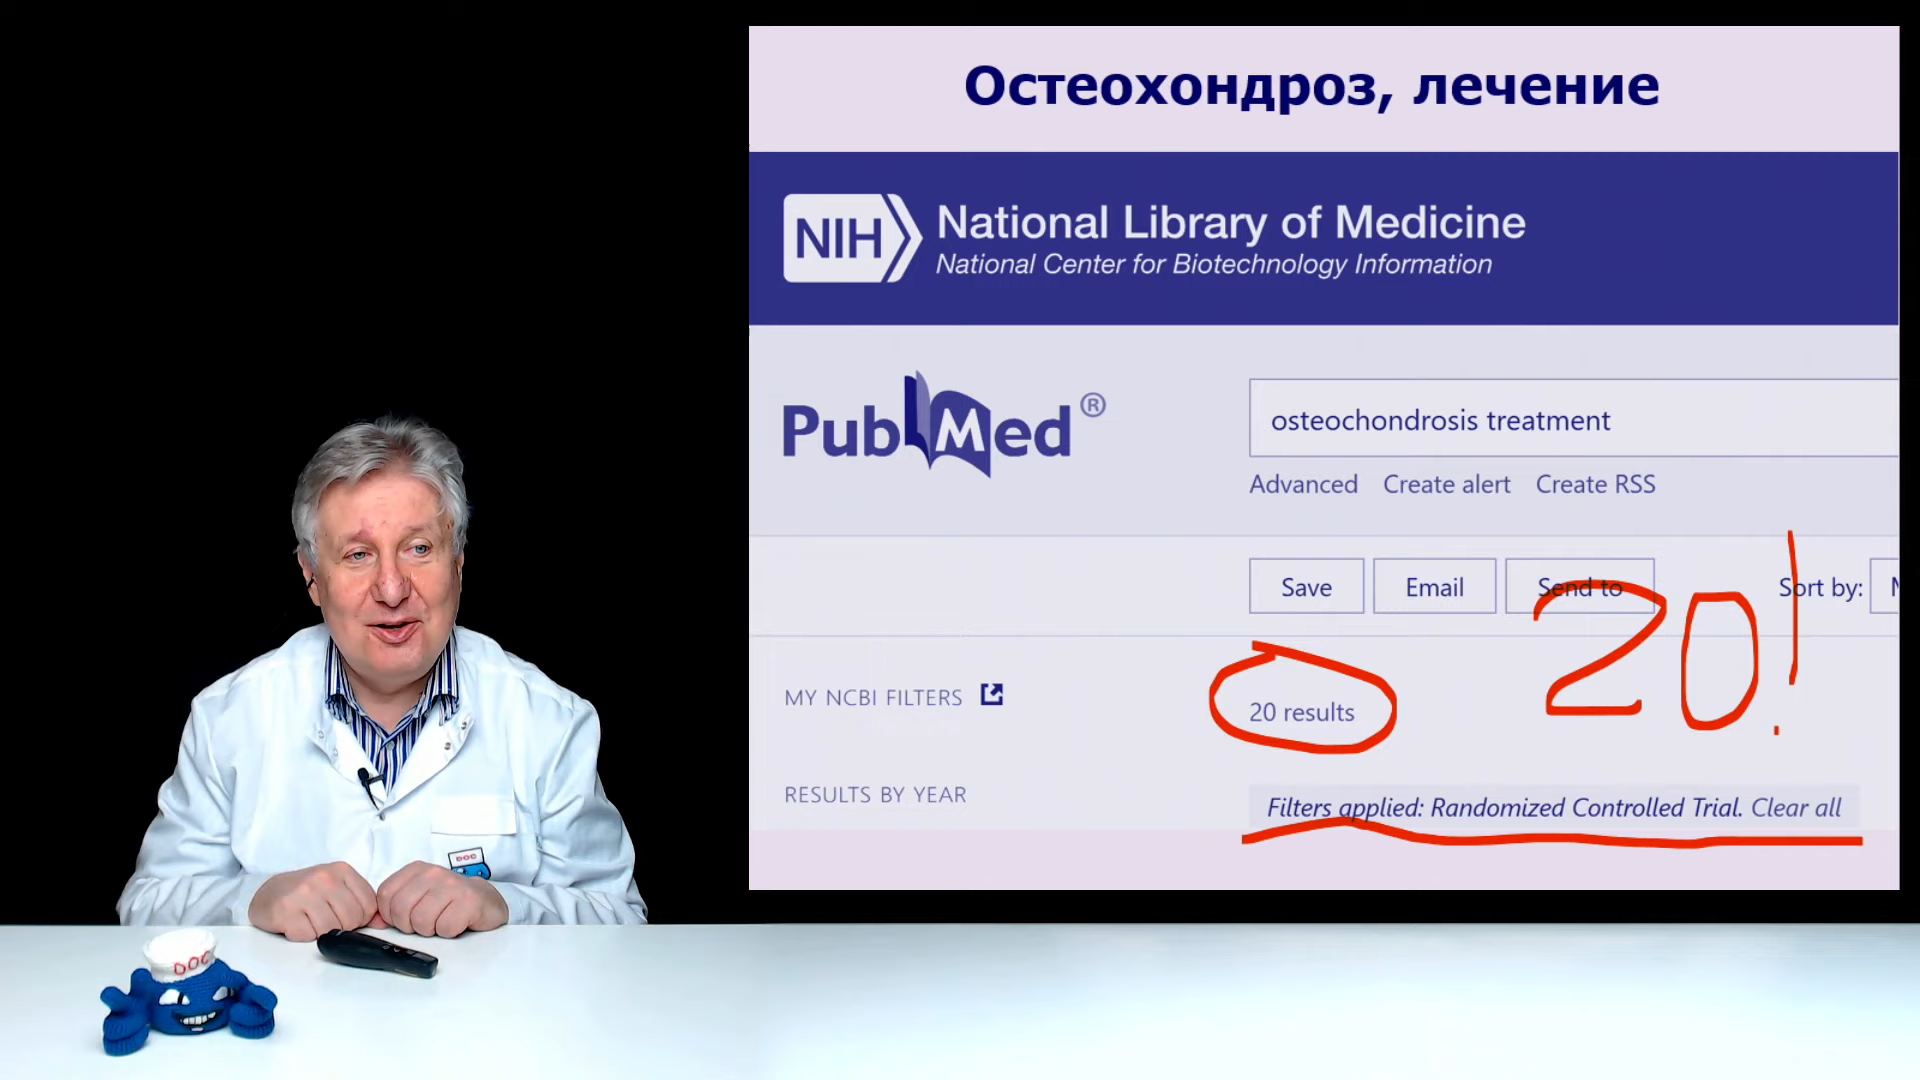 Остеохондроз, лечение
NIH National Library of Medicine
National Center for Biotechnology Information
PubMed®
osteochondrosis treatment
Advanced Create alert Create RSS
Save Email Send to Sort by:
20!
MY NCBI FILTERS
20 results
RESULTS BY YEAR
Filters applied: Randomized Controlled Trial. Clear all
DOC
DOC